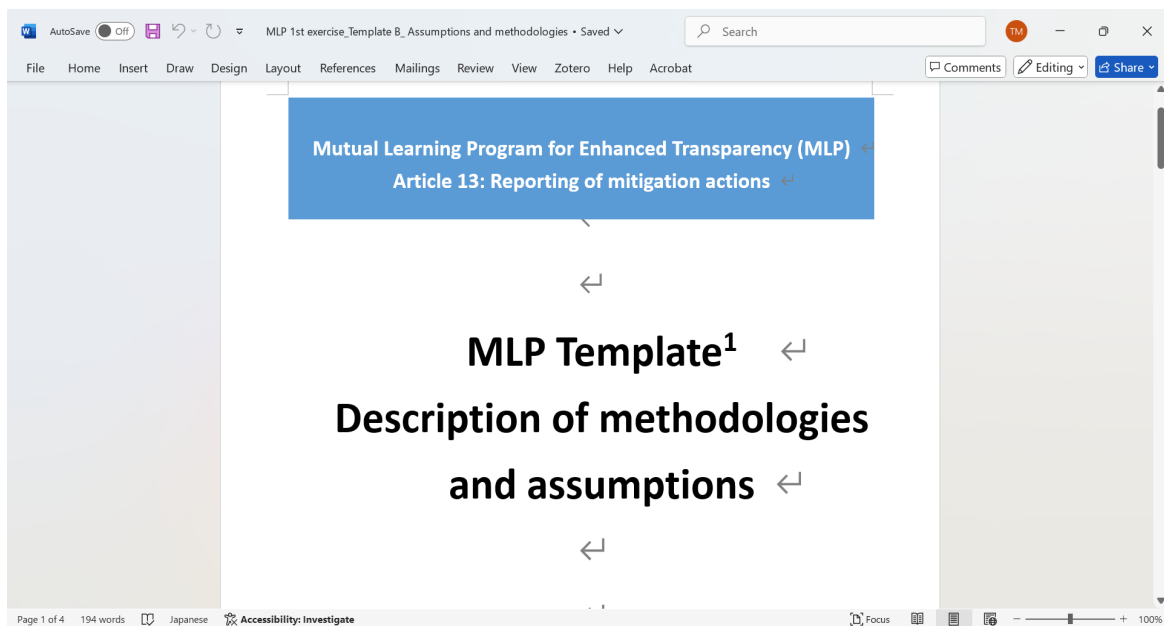 AutoSave Off MLP 1st exercise_Template B_ Assumptions and methodologies • Saved Search TM
File Home Insert Draw Design Layout References Mailings Review View Zotero Help Acrobat Comments Editing Share
Mutual Learning Program for Enhanced Transparency (MLP)
Article 13: Reporting of mitigation actions
MLP Template¹
Description of methodologies
and assumptions
Page 1 of 4 194 words Japanese Accessibility: Investigate Focus 100%